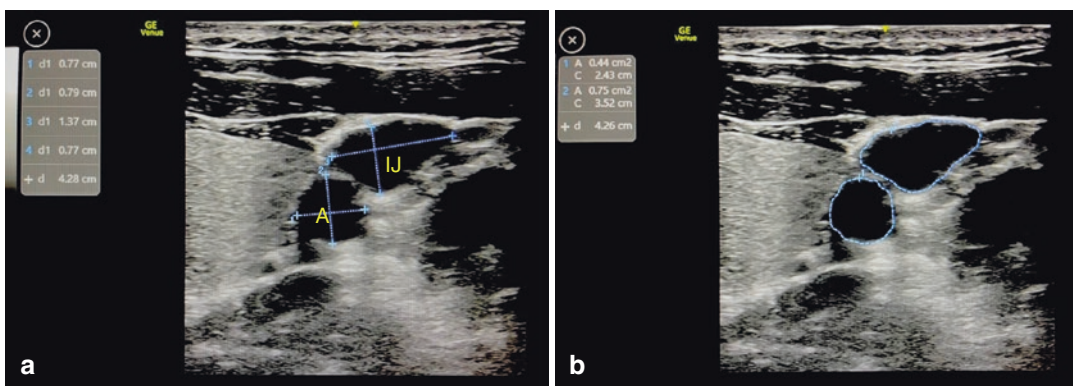 GE
Venue
1 d1 0.77 cm
2 d1 0.79 cm
3 d1 1.37 cm
4 d1 0.77 cm
+ d 4.28 cm
IJ
A
a
GE
Venue
1 A 0.44 cm2
C 2.43 cm
2 A 0.75 cm2
C 3.52 cm
+ d 4.26 cm
b